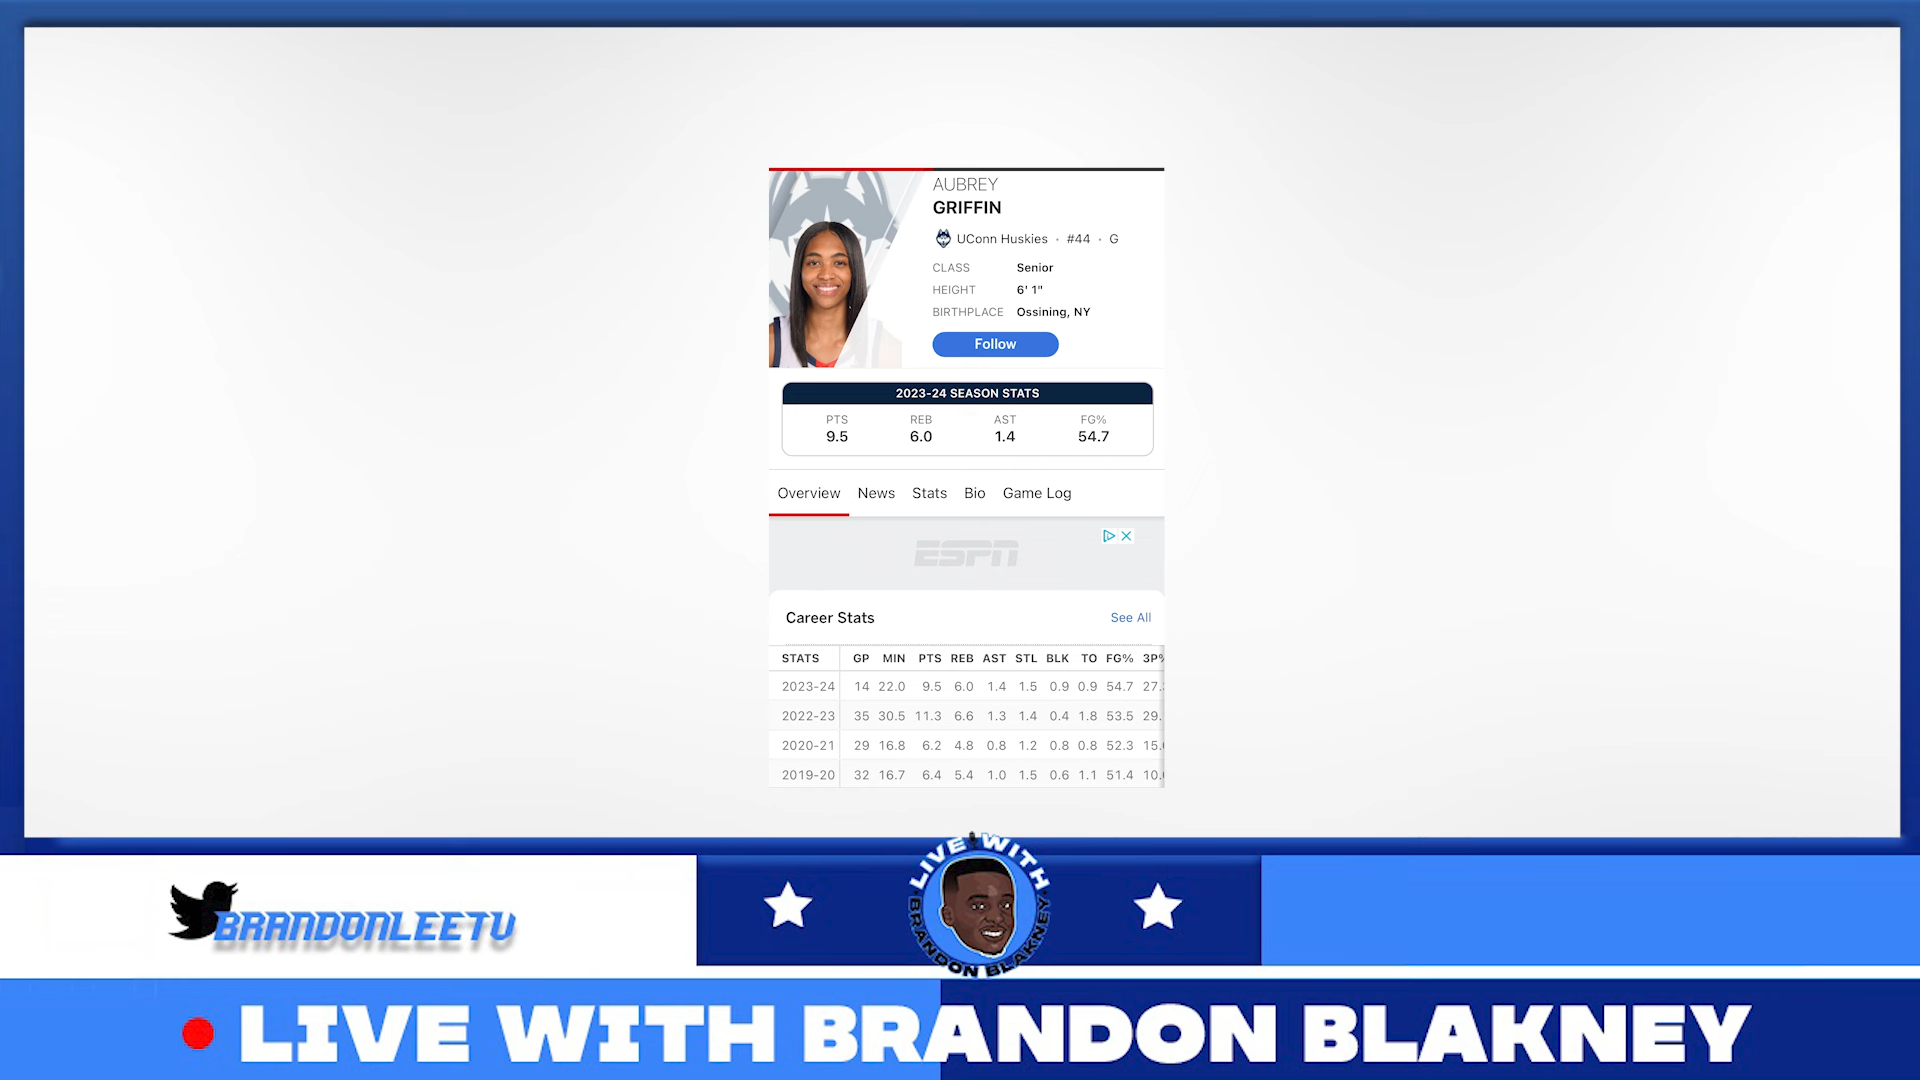 AUBREY
GRIFFIN
UConn Huskies · #44 · G
CLASS Senior
HEIGHT 6' 1"
BIRTHPLACE Ossining, NY
Follow
2023-24 SEASON STATS
PTS REB AST FG%
9.5 6.0 1.4 54.7
Overview News Stats Bio Game Log
ESPN
Career Stats See All
STATS GP MIN PTS REB AST STL BLK TO FG% 3P%
2023-24 14 22.0 9.5 6.0 1.4 1.5 0.9 0.9 54.7 27.
2022-23 35 30.5 11.3 6.6 1.3 1.4 0.4 1.8 53.5 29.
2020-21 29 16.8 6.2 4.8 0.8 1.2 0.8 0.8 52.3 15.
2019-20 32 16.7 6.4 5.4 1.0 1.5 0.6 1.1 51.4 10.
LIVE WITH
BRANDON BLAKNEY
BRANDONLEETV
LIVE WITH BRANDON BLAKNEY